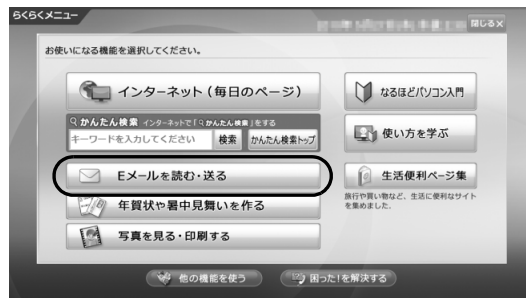 らくらくメニュー
閉じる×
お使いになる機能を選択してください。
インターネット（毎日のページ）
かんたん検索 インターネットで「かんたん検索」をする
キーワードを入力してください 検索 かんたん検索トップ
Eメールを読む・送る
年賀状や暑中見舞いを作る
写真を見る・印刷する
なるほどパソコン入門
使い方を学ぶ
生活便利ページ集
旅行や買い物など、生活に便利なサイト
を集めました。
他の機能を使う
困った!を解決する